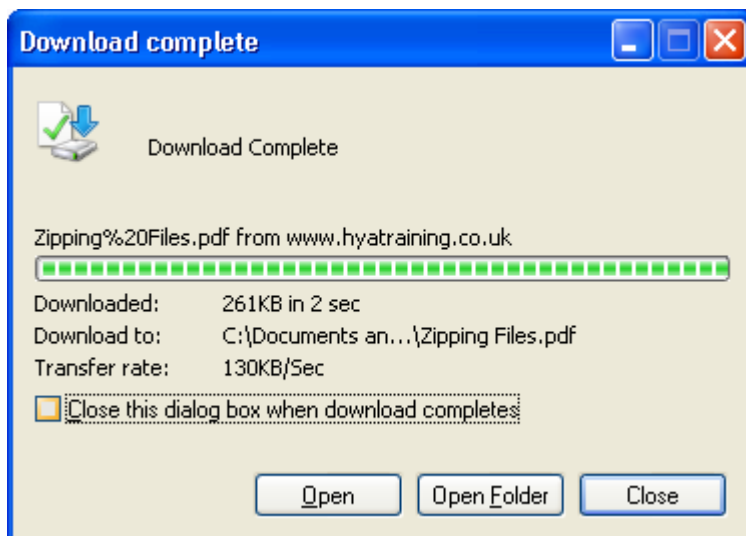 Download complete
Download Complete
Zipping%20Files.pdf from www.hyatraining.co.uk
Downloaded: 261KB in 2 sec
Download to: C:\Documents an...\Zipping Files.pdf
Transfer rate: 130KB/Sec
Close this dialog box when download completes
Open Open Folder Close